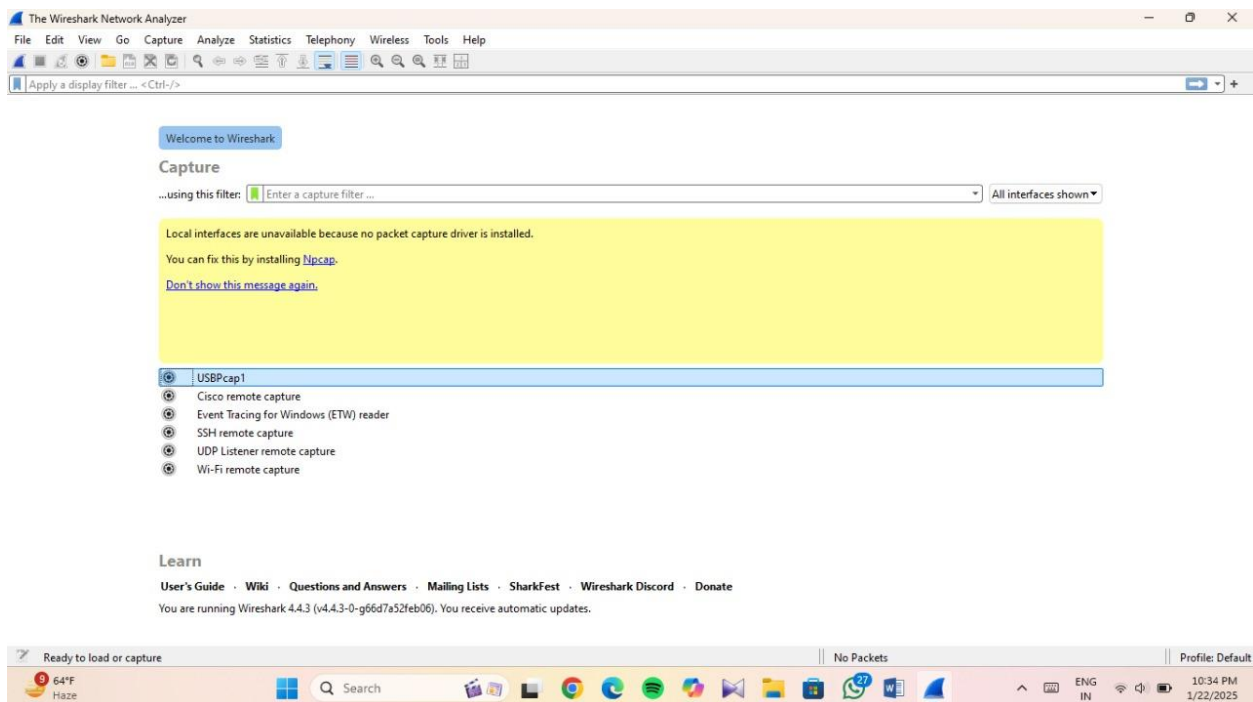 The Wireshark Network Analyzer
File Edit View Go Capture Analyze Statistics Telephony Wireless Tools Help
Apply a display filter ... <Ctrl-/>
Welcome to Wireshark
Capture
...using this filter: Enter a capture filter ... All interfaces shown
Local interfaces are unavailable because no packet capture driver is installed.
You can fix this by installing Npcap.
Don't show this message again.
USBPcap1
Cisco remote capture
Event Tracing for Windows (ETW) reader
SSH remote capture
UDP Listener remote capture
Wi-Fi remote capture
Learn
User's Guide · Wiki · Questions and Answers · Mailing Lists · SharkFest · Wireshark Discord · Donate
You are running Wireshark 4.4.3 (v4.4.3-0-g66d7a52feb06). You receive automatic updates.
Ready to load or capture No Packets Profile: Default
9 64°F Search 27 ENG 10:34 PM
Haze IN 1/22/2025